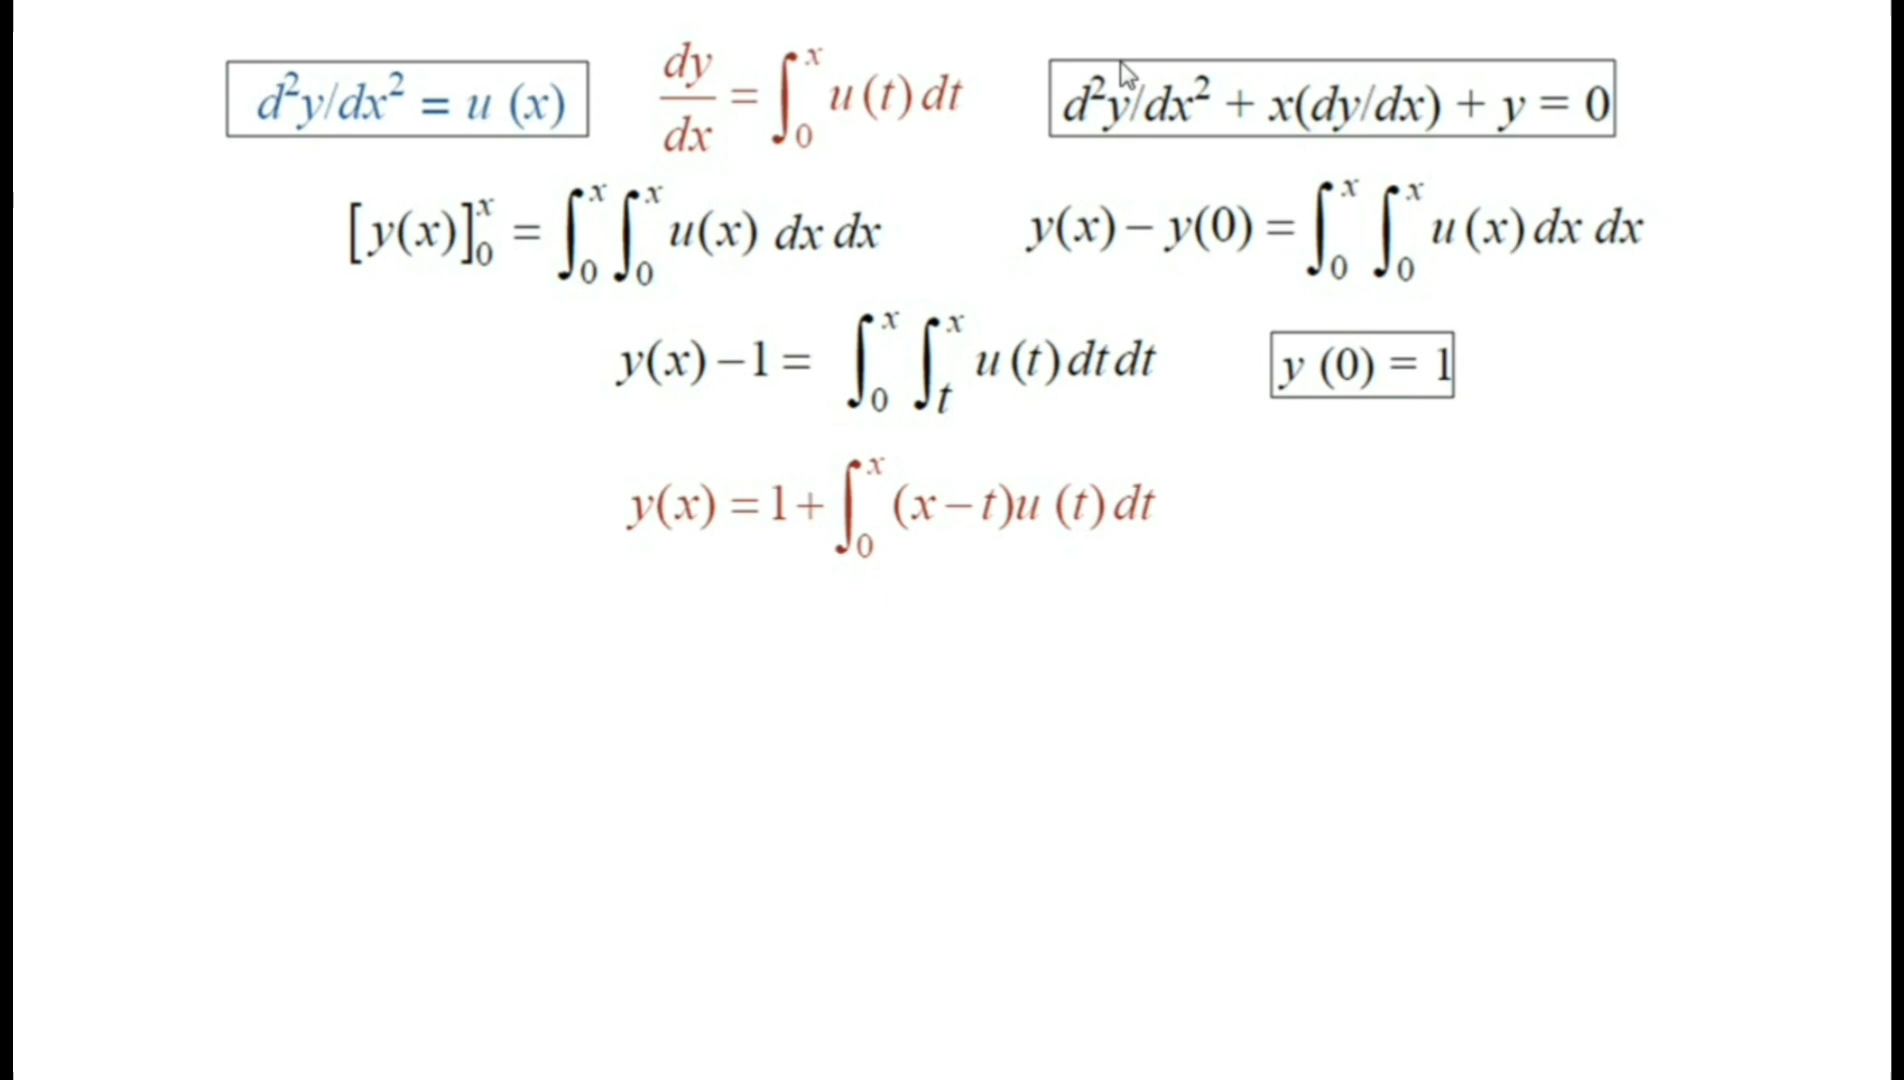 d²y/dx² = u (x) dy/dx = ∫₀ˣ u (t) dt d²y/dx² + x(dy/dx) + y = 0
[y(x)]₀ˣ = ∫₀ˣ ∫₀ˣ u(x) dx dx y(x) − y(0) = ∫₀ˣ ∫₀ˣ u (x) dx dx
y(x) − 1 = ∫₀ˣ ∫ₜˣ u (t) dt dt y (0) = 1
y(x) = 1 + ∫₀ˣ (x − t)u (t) dt